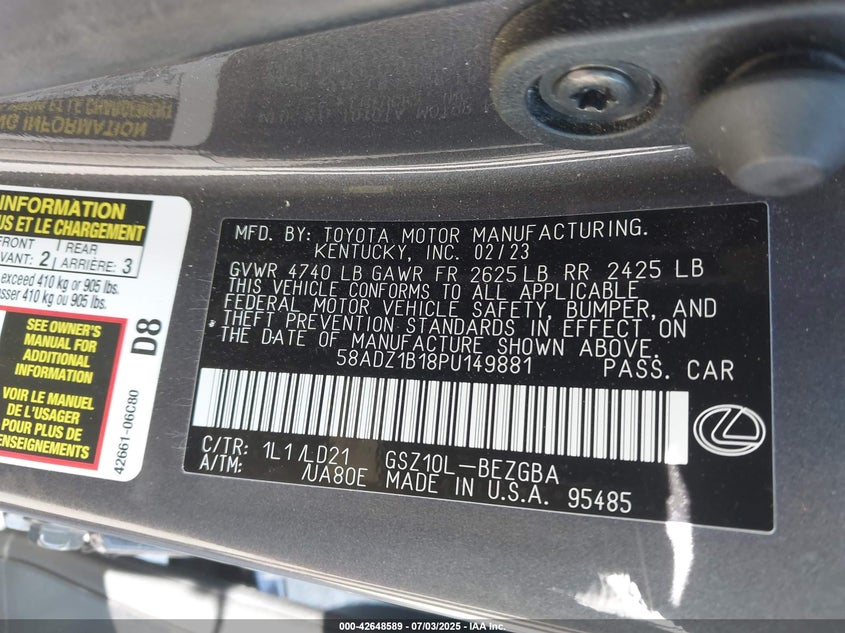 INFORMATION
US ET LE CHARGEMENT
FRONT
AVANT: 2
REAR
ARRIÈRE: 3
exceed 410 kg or 905 lbs.
asser 410 kg ou 905 lbs.
SEE OWNER'S
MANUAL FOR
ADDITIONAL
INFORMATION
VOIR LE MANUEL
DE L'USAGER
POUR PLUS DE
RENSEIGNEMENTS
D8
42661-06C80
MFD. BY: TOYOTA MOTOR MANUFACTURING.
KENTUCKY, INC. 02/23
GVWR 4740 LB GAWR FR 2625 LB RR 2425 LB
THIS VEHICLE CONFORMS TO ALL APPLICABLE
FEDERAL MOTOR VEHICLE SAFETY, BUMPER, AND
THEFT PREVENTION STANDARDS IN EFFECT ON
THE DATE OF MANUFACTURE SHOWN ABOVE.
58ADZ1B18PU149881 PASS. CAR
C/TR: 1L1/LD21 GSZ10L-BEZGBA
A/TM: /UA80E MADE IN U.S.A. 95485
000-42648589 - 07/03/2025 - IAAI.COM